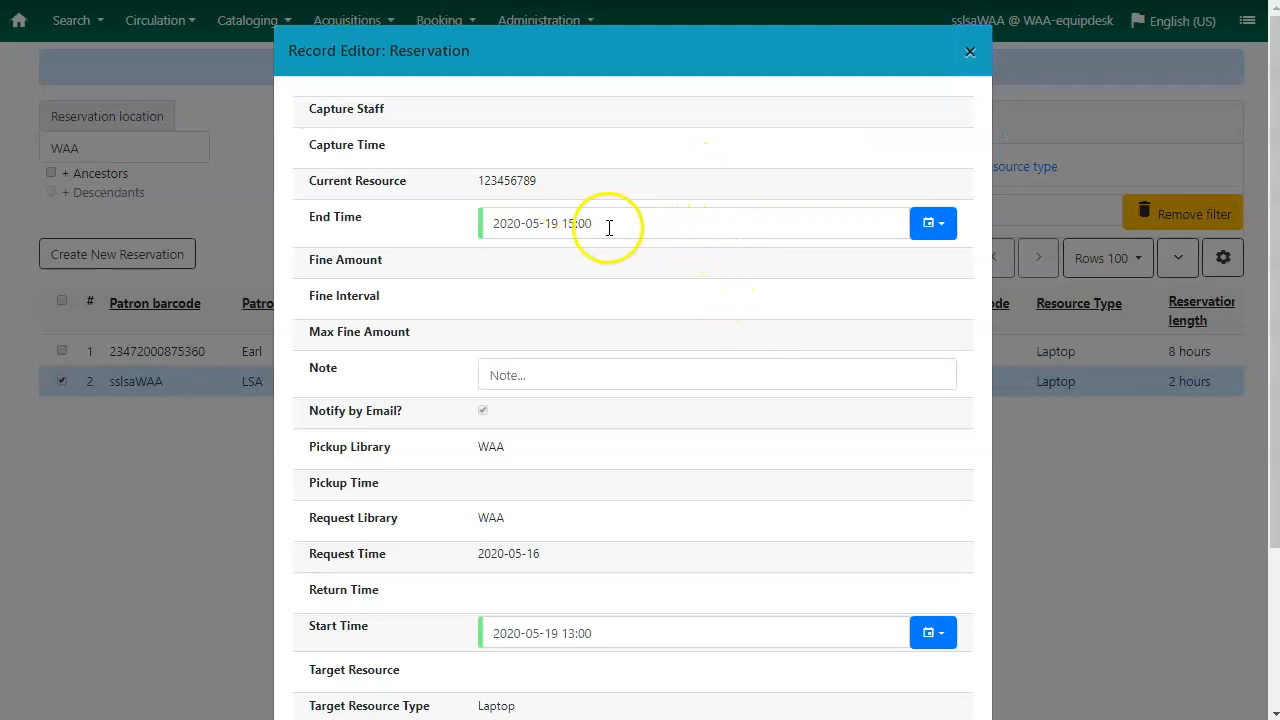 Search Circulation Cataloging Acquisitions Booking Administration sslsaWAA @ WAA-equipdesk English (US)
Record Editor: Reservation
×
Reservation location
WAA
+ Ancestors
+ Descendants
source type
Remove filter
Create New Reservation
Rows 100
# Patron barcode Patro ode Resource Type Reservation length
1 23472000875360 Earl Laptop 8 hours
2 sslsaWAA LSA Laptop 2 hours
Capture Staff
Capture Time
Current Resource 123456789
End Time 2020-05-19 15:00
Fine Amount
Fine Interval
Max Fine Amount
Note Note...
Notify by Email?
Pickup Library WAA
Pickup Time
Request Library WAA
Request Time 2020-05-16
Return Time
Start Time 2020-05-19 13:00
Target Resource
Target Resource Type Laptop